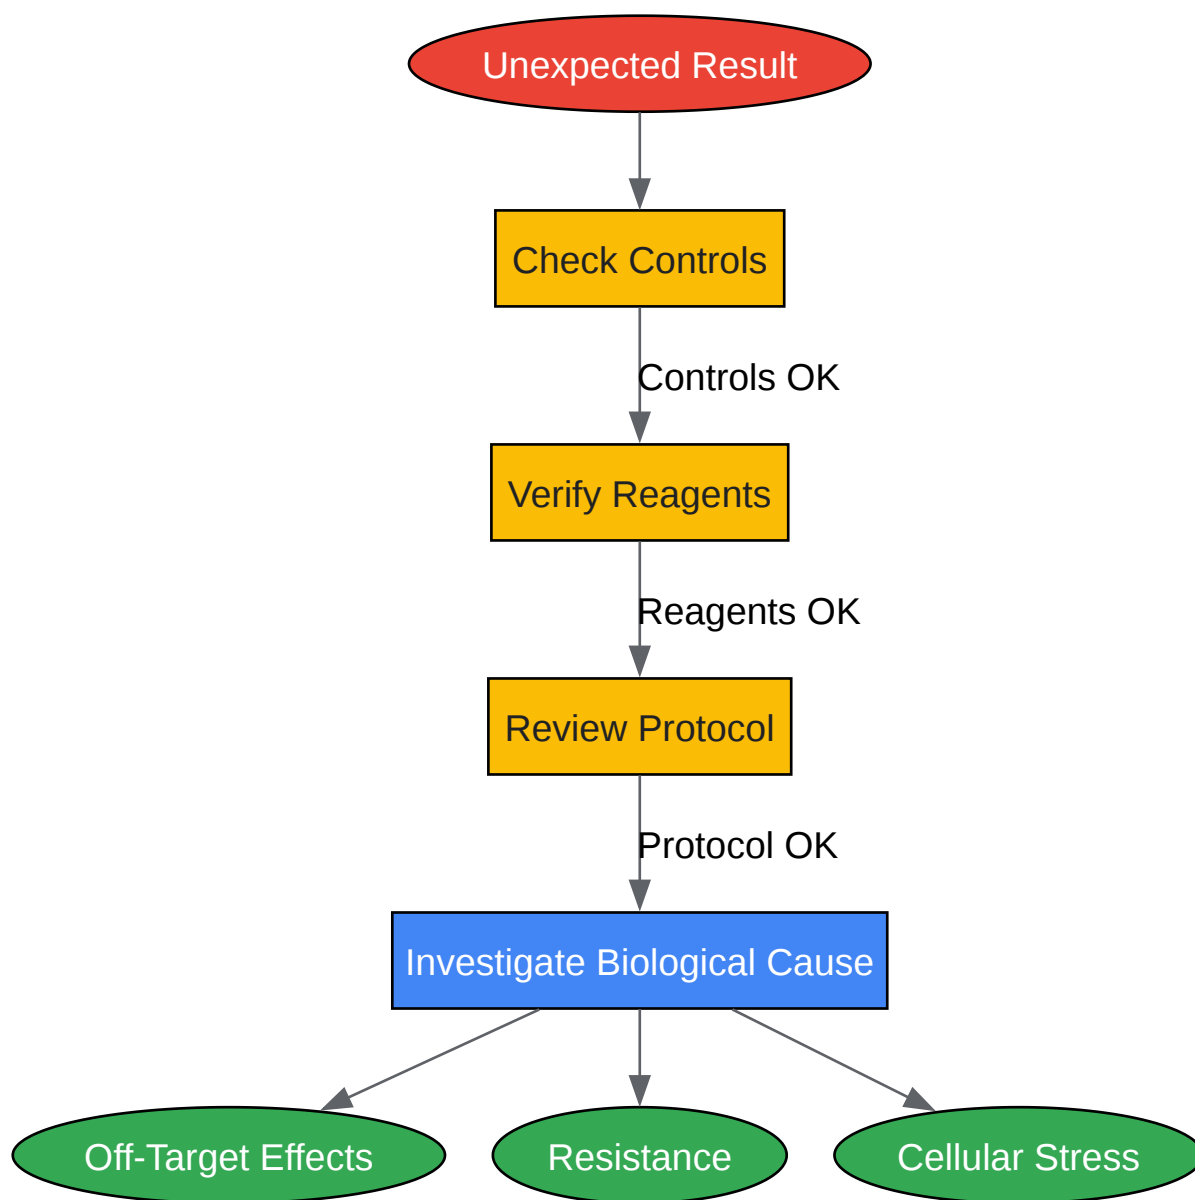 Unexpected Result
Check Controls
Controls OK
Verify Reagents
Reagents OK
Review Protocol
Protocol OK
Investigate Biological Cause
Off-Target Effects
Resistance
Cellular Stress